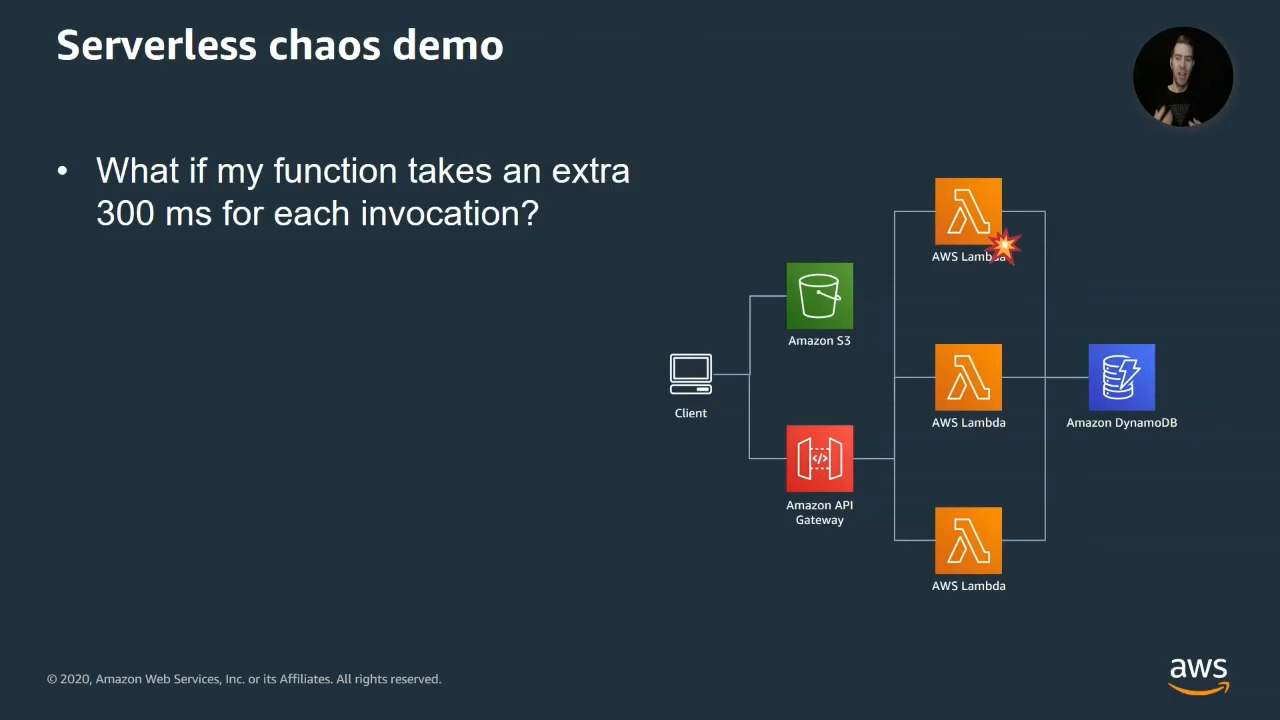 Serverless chaos demo
• What if my function takes an extra
300 ms for each invocation?
AWS Lambda
Amazon S3
Client
AWS Lambda
Amazon DynamoDB
</>
Amazon API
Gateway
AWS Lambda
© 2020, Amazon Web Services, Inc. or its Affiliates. All rights reserved.
aws